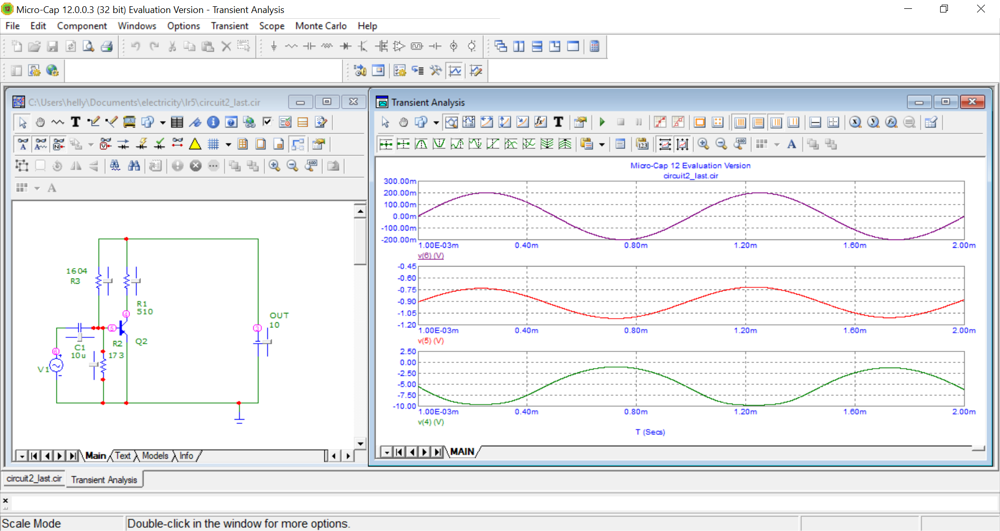 Micro-Cap 12.0.0.3 (32 bit) Evaluation Version - Transient Analysis
File Edit Component Windows Options Transient Scope Monte Carlo Help
C:\Users\helly\Documents\electricity\lr5\circuit2_last.cir
1604
R3
R1
510
4
OUT
10
3
5
R2
Q2
C1
10u
173
6
V1
+
-
Main Text Models Info
Transient Analysis
Micro-Cap 12 Evaluation Version
circuit2_last.cir
300.00m
200.00m
100.00m
0.00m
-100.00m
-200.00m
1.00E-03m 0.40m 0.80m 1.20m 1.60m 2.00m
v(6) (V)
-0.45
-0.60
-0.75
-0.90
-1.05
-1.20
1.00E-03m 0.40m 0.80m 1.20m 1.60m 2.00m
v(5) (V)
2.50
0.00
-2.50
-5.00
-7.50
-10.00
1.00E-03m 0.40m 0.80m 1.20m 1.60m 2.00m
v(4) (V)
T (Secs)
MAIN
circuit2_last.cir Transient Analysis
Scale Mode Double-click in the window for more options.